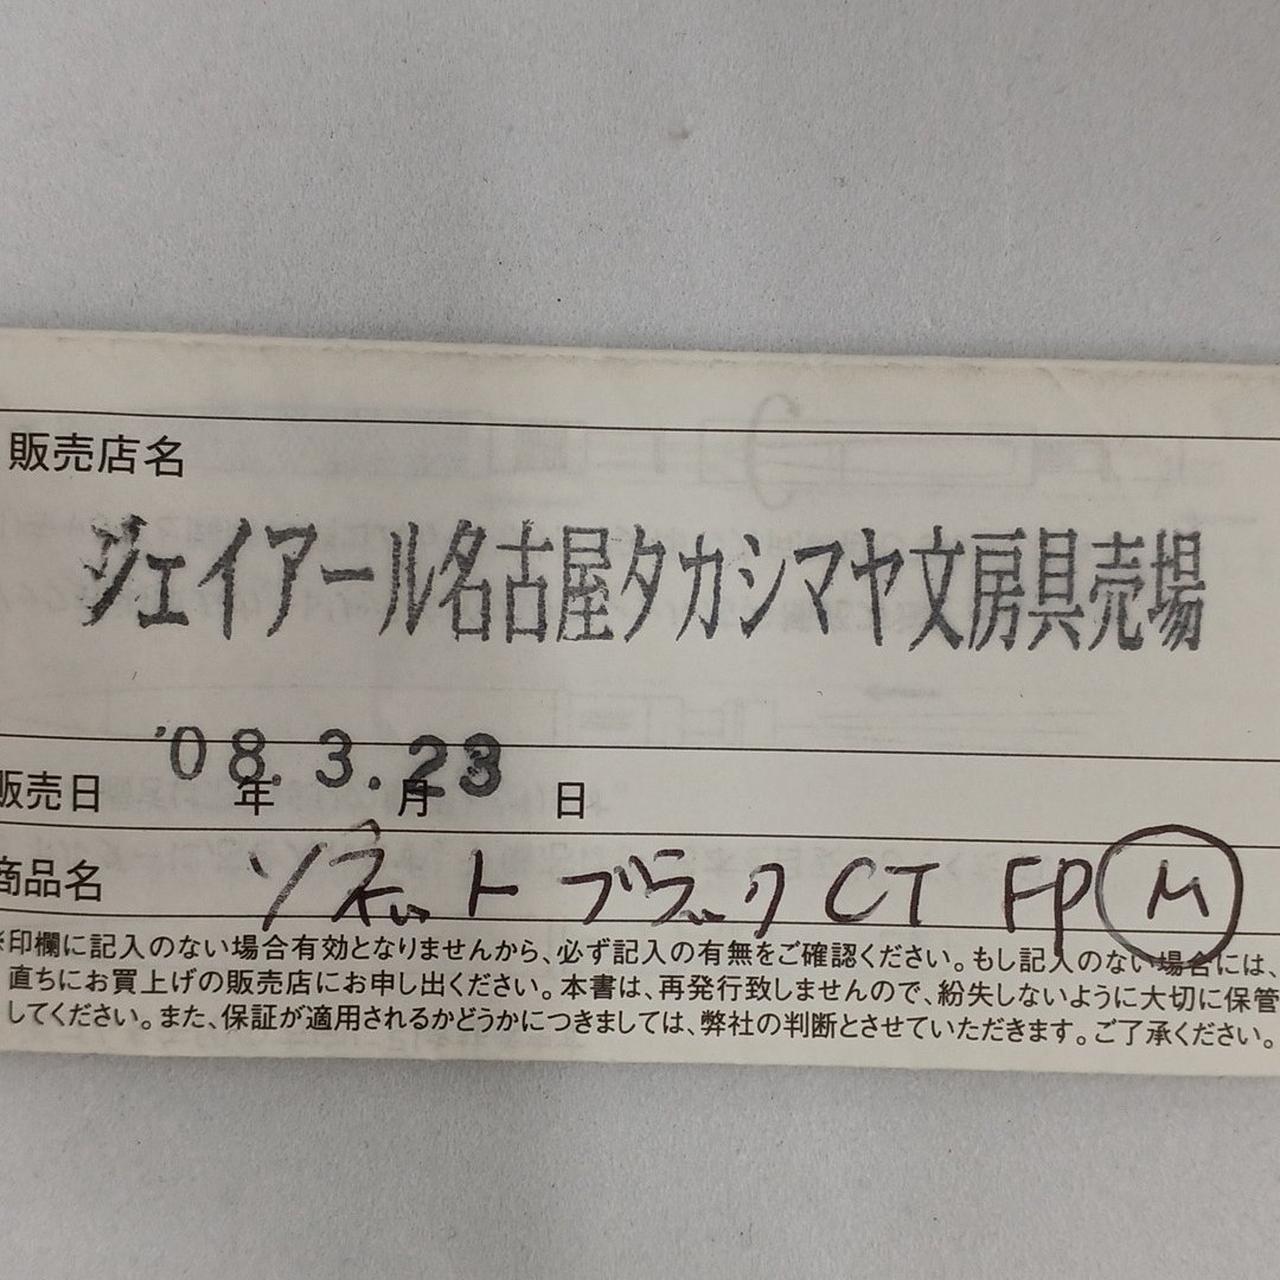 販売店名
ジェイアール名古屋タカシマヤ文房具売場
'08. 3. 23
販売日 年 月 日
商品名 ソネット ブラック CT FP M
※印欄に記入のない場合有効となりませんから、必ず記入の有無をご確認ください。もし記入のない場合には、
直ちにお買上げの販売店にお申し出ください。本書は、再発行致しませんので、紛失しないように大切に保管
してください。また、保証が適用されるかどうかにつきましては、弊社の判断とさせていただきます。ご了承ください。